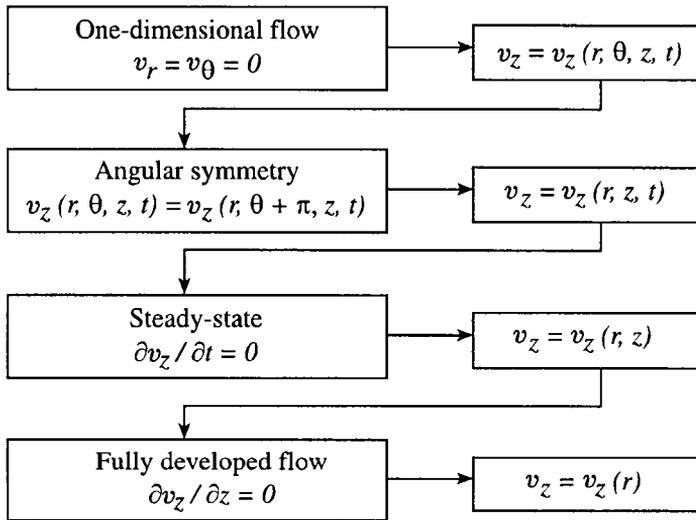 One-dimensional flow
v_r = v_θ = 0
v_z = v_z (r, θ, z, t)
Angular symmetry
v_z (r, θ, z, t) = v_z (r, θ + π, z, t)
v_z = v_z (r, z, t)
Steady-state
∂v_z / ∂t = 0
v_z = v_z (r, z)
Fully developed flow
∂v_z / ∂z = 0
v_z = v_z (r)